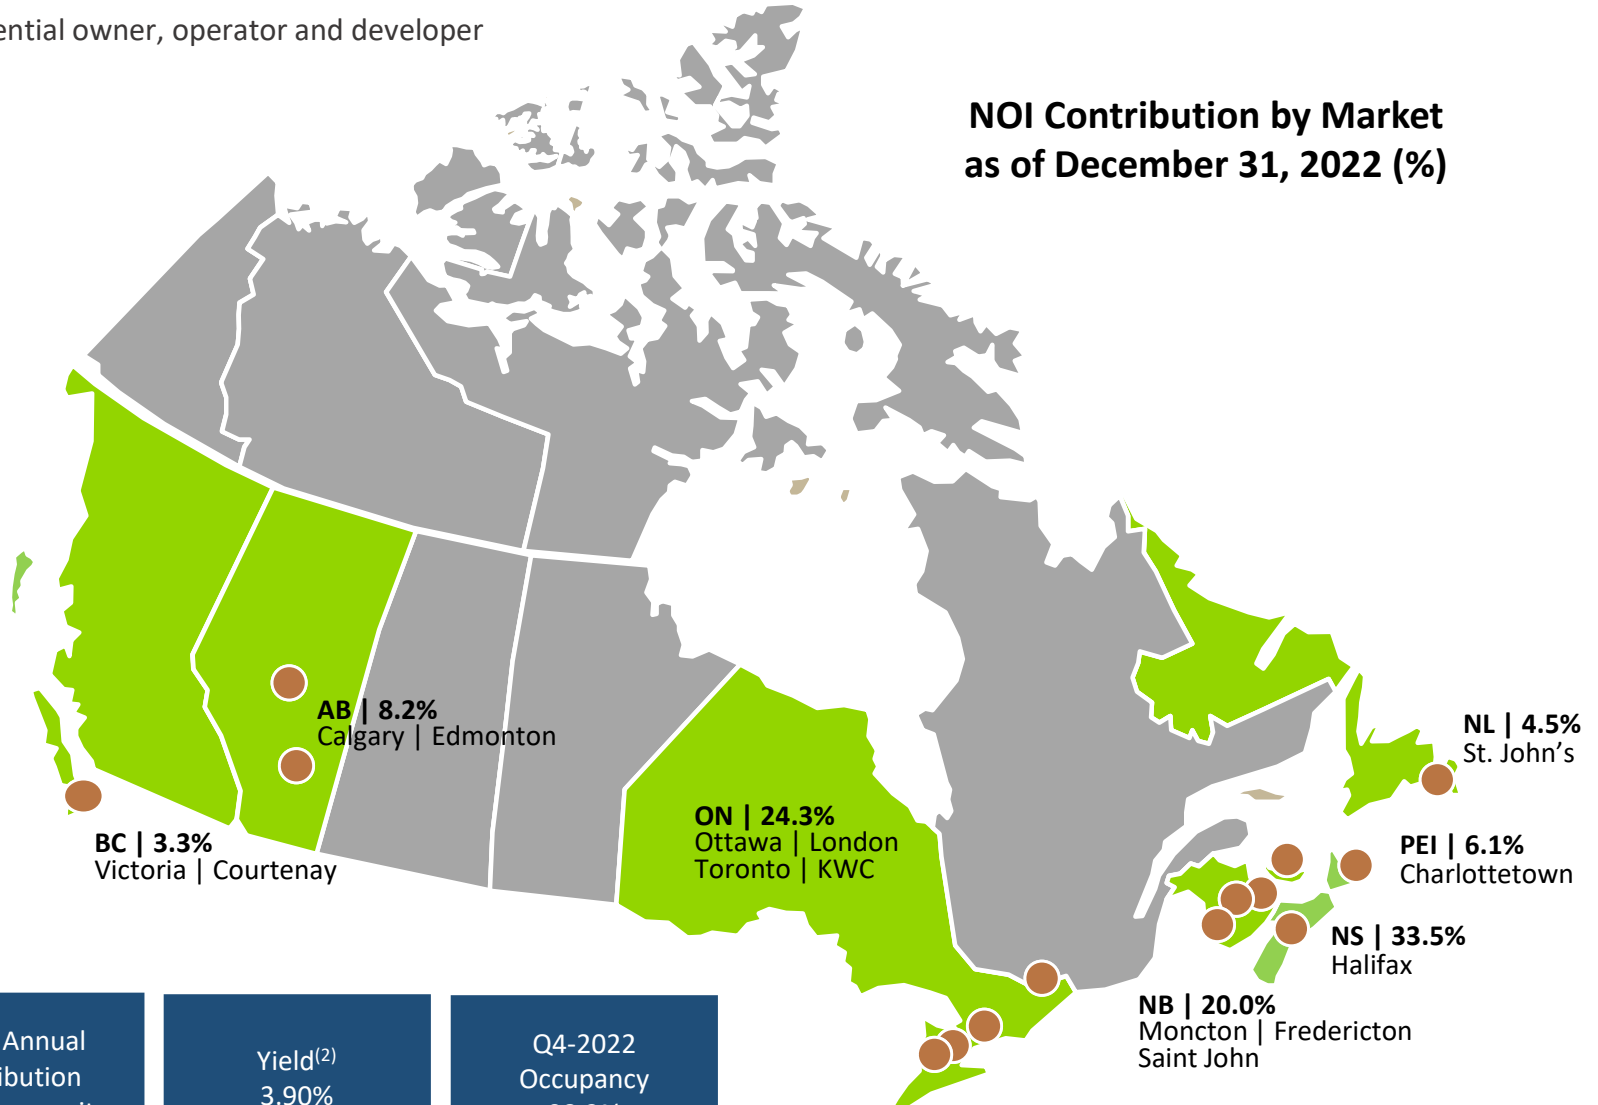 owner, operator and developer
NOI Contribution by Market
as of December 31, 2022 (%)
AB | 8.2%
Calgary | Edmonton
BC | 3.3%
Victoria | Courtenay
ON | 24.3%
Ottawa | London
Toronto | KWC
NL | 4.5%
St. John’s
PEI | 6.1%
Charlottetown
NS | 33.5%
Halifax
NB | 20.0%
Moncton | Fredericton
Saint John
Annual
Yield(2)
3.90%
Q4-2022
Occupancy